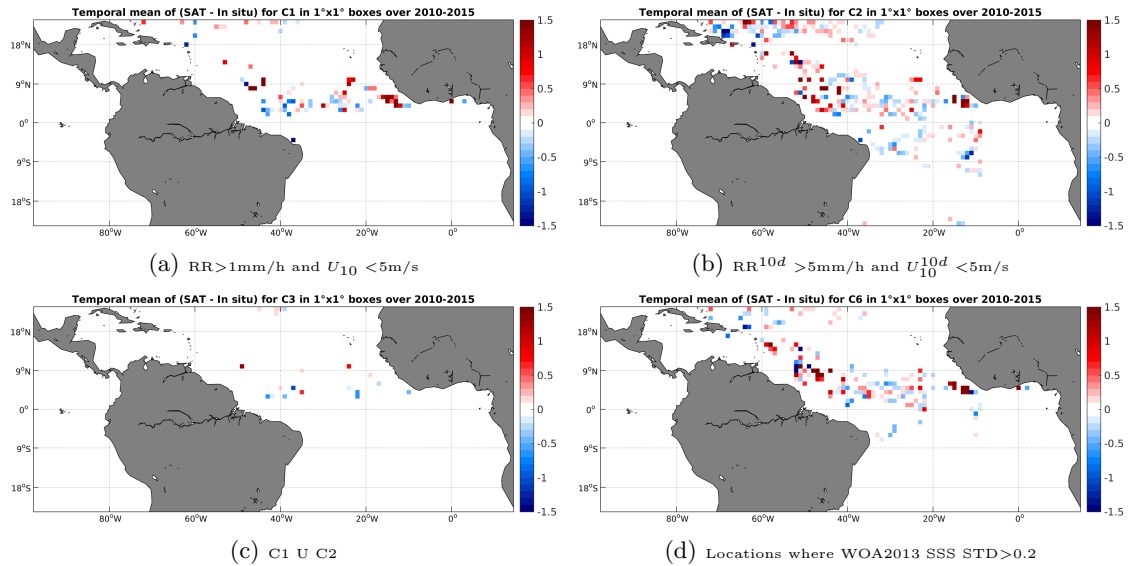 Temporal mean of (SAT - In situ) for C1 in 1°x1° boxes over 2010-2015
18°N
9°N
0°
9°S
18°S
80°W 60°W 40°W 20°W 0°
1.5
1
0.5
0
-0.5
-1
-1.5
(a) RR>1mm/h and U10 <5m/s
Temporal mean of (SAT - In situ) for C2 in 1°x1° boxes over 2010-2015
18°N
9°N
0°
9°S
18°S
80°W 60°W 40°W 20°W 0°
1.5
1
0.5
0
-0.5
-1
-1.5
(b) RR10d >5mm/h and U10d10 <5m/s
Temporal mean of (SAT - In situ) for C3 in 1°x1° boxes over 2010-2015
18°N
9°N
0°
9°S
18°S
80°W 60°W 40°W 20°W 0°
1.5
1
0.5
0
-0.5
-1
-1.5
(c) C1 U C2
Temporal mean of (SAT - In situ) for C6 in 1°x1° boxes over 2010-2015
18°N
9°N
0°
9°S
18°S
80°W 60°W 40°W 20°W 0°
1.5
1
0.5
0
-0.5
-1
-1.5
(d) Locations where WOA2013 SSS STD>0.2